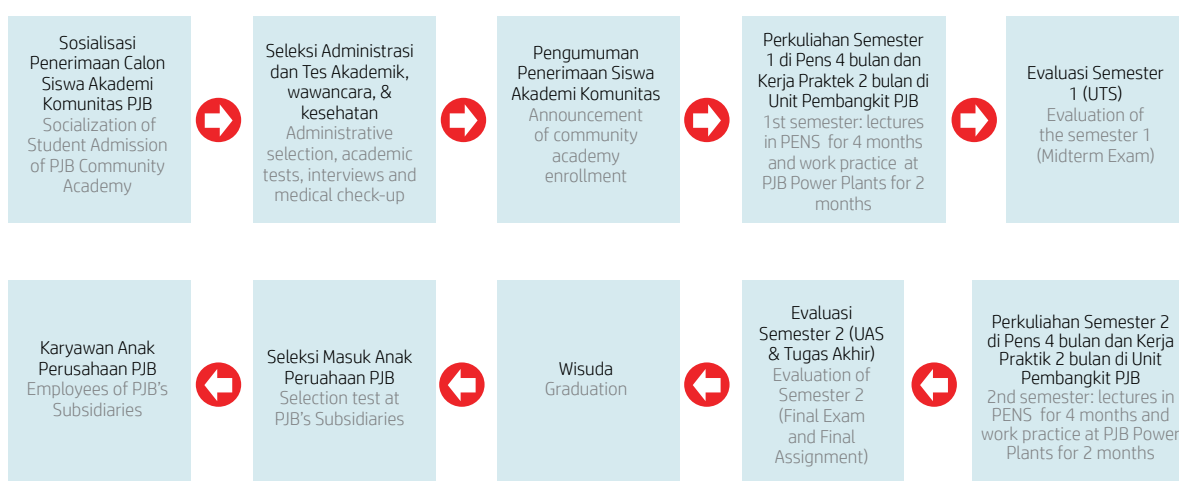 Sosialisasi
Penerimaan Calon
Siswa Akademi
Komunitas PJB
Socialization of
Student Admission
of PJB Community
Academy
Seleksi Administrasi
dan Tes Akademik,
wawancara, &
kesehatan
Administrative
selection, academic
tests, interviews and
medical check-up
Pengumuman
Penerimaan Siswa
Akademi Komunitas
Announcement
of community
academy
enrollment
Perkuliahan Semester
1 di Pens 4 bulan dan
Kerja Praktek 2 bulan di
Unit Pembangkit PJB
1st semester: lectures
in PENS for 4 months
and work practice at
PJB Power Plants for 2
months
Evaluasi Semester
1 (UTS)
Evaluation of
the semester 1
(Midterm Exam)
Perkuliahan Semester 2
di Pens 4 bulan dan Kerja
Praktik 2 bulan di Unit
Pembangkit PJB
2nd semester: lectures in
PENS for 4 months and
work practice at PJB Power
Plants for 2 months
Evaluasi
Semester 2 (UAS
& Tugas Akhir)
Evaluation of
Semester 2
(Final Exam
and Final
Assignment)
Wisuda
Graduation
Seleksi Masuk Anak
Peruahaan PJB
Selection test at
PJB's Subsidiaries
Karyawan Anak
Perusahaan PJB
Employees of PJB's
Subsidiaries